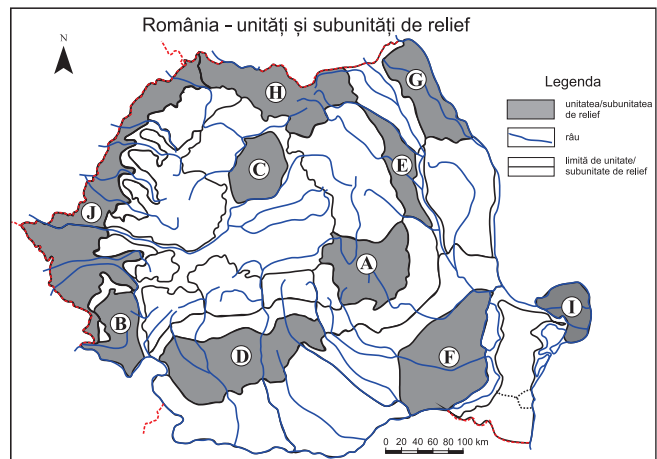 România - unități și subunități de relief
N
Legenda
unitatea/subunitatea
de relief
râu
limită de unitate/
subunitate de relief
G
H
C
E
J
A
I
B
D
F
0 20 40 60 80 100 km